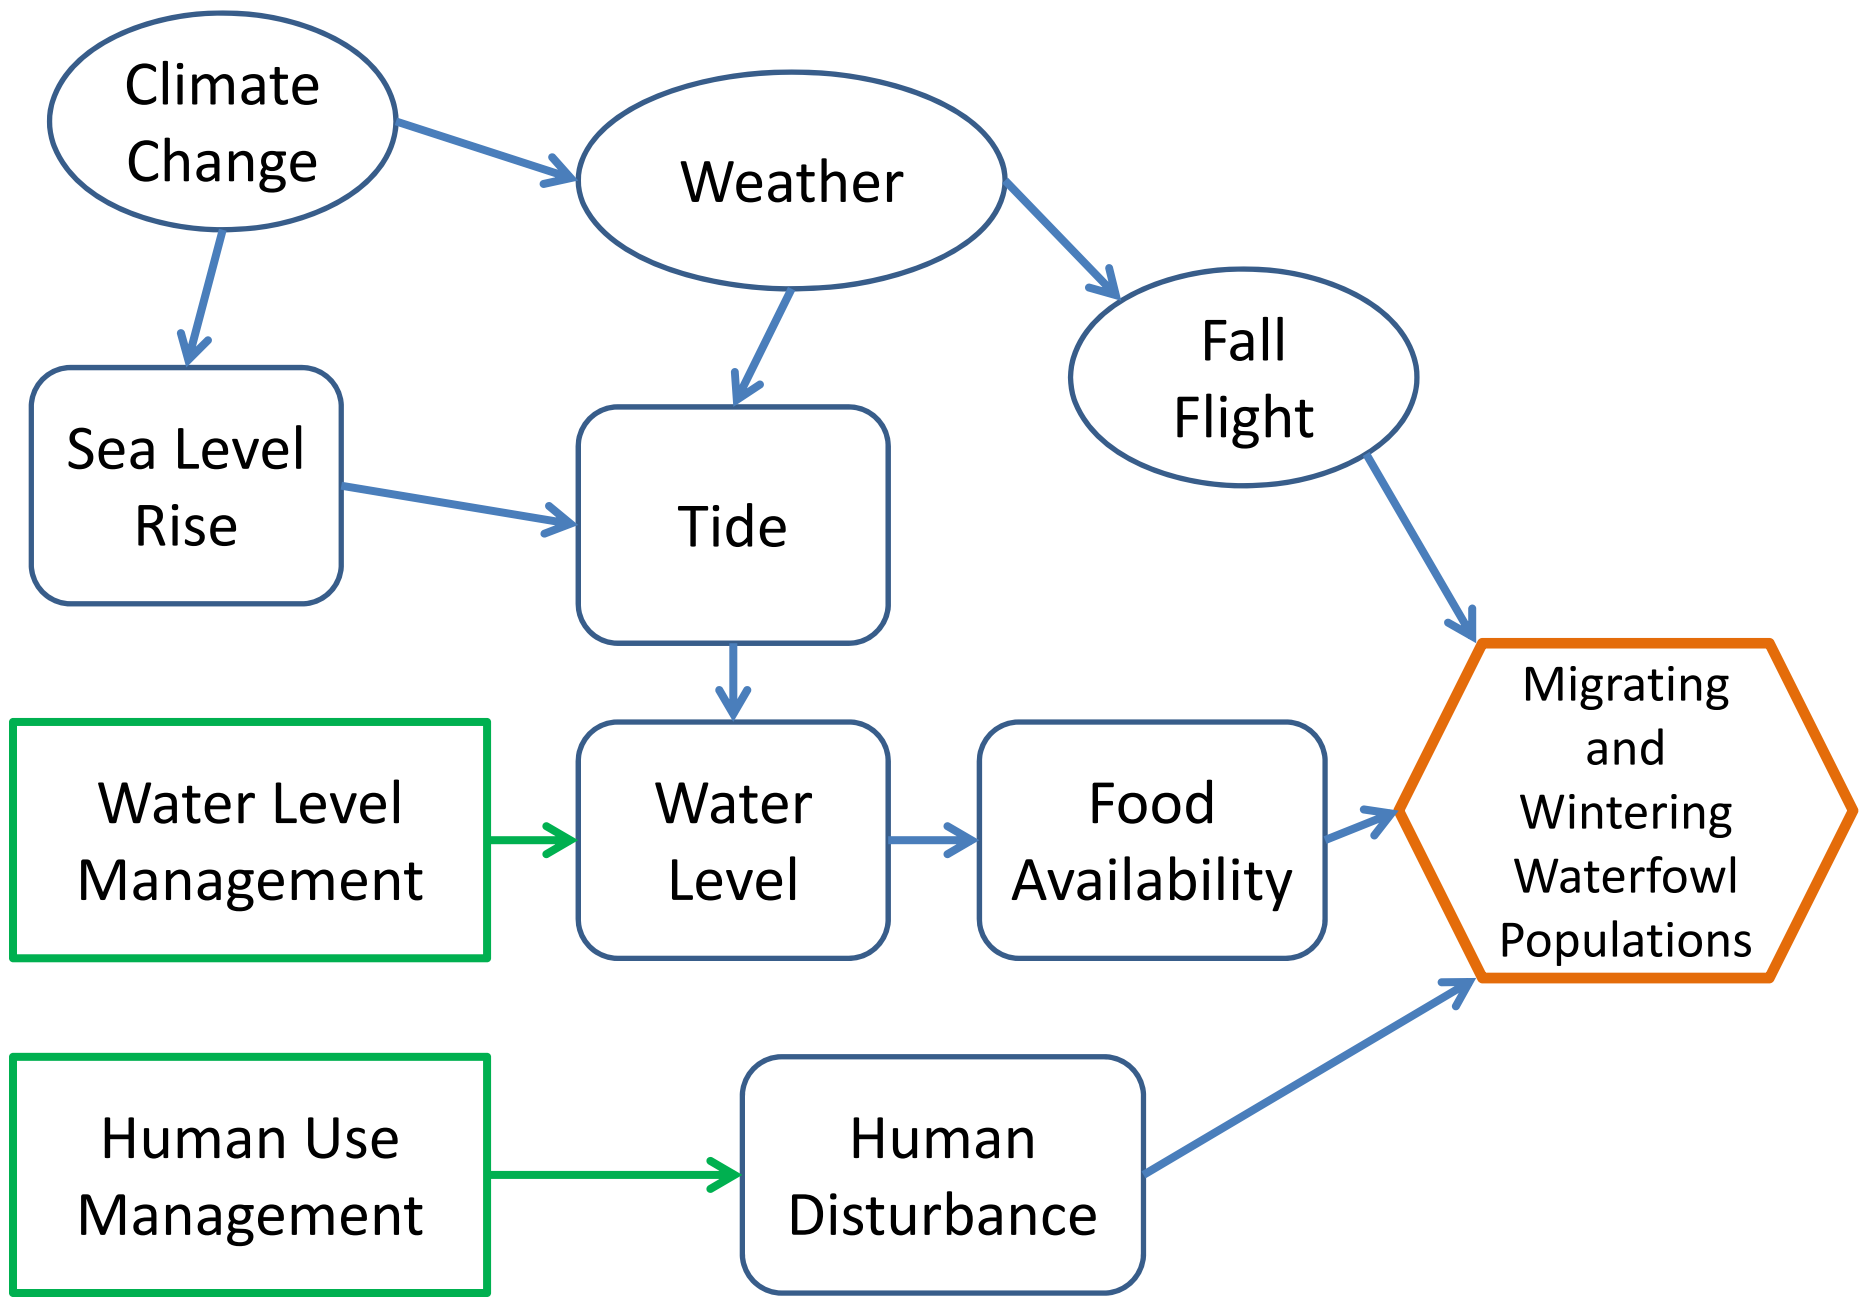 Climate
Change
Weather
Fall
Flight
Sea Level
Rise
Tide
Migrating
and
Wintering
Waterfowl
Populations
Water Level
Management
Water
Level
Food
Availability
Human Use
Management
Human
Disturbance